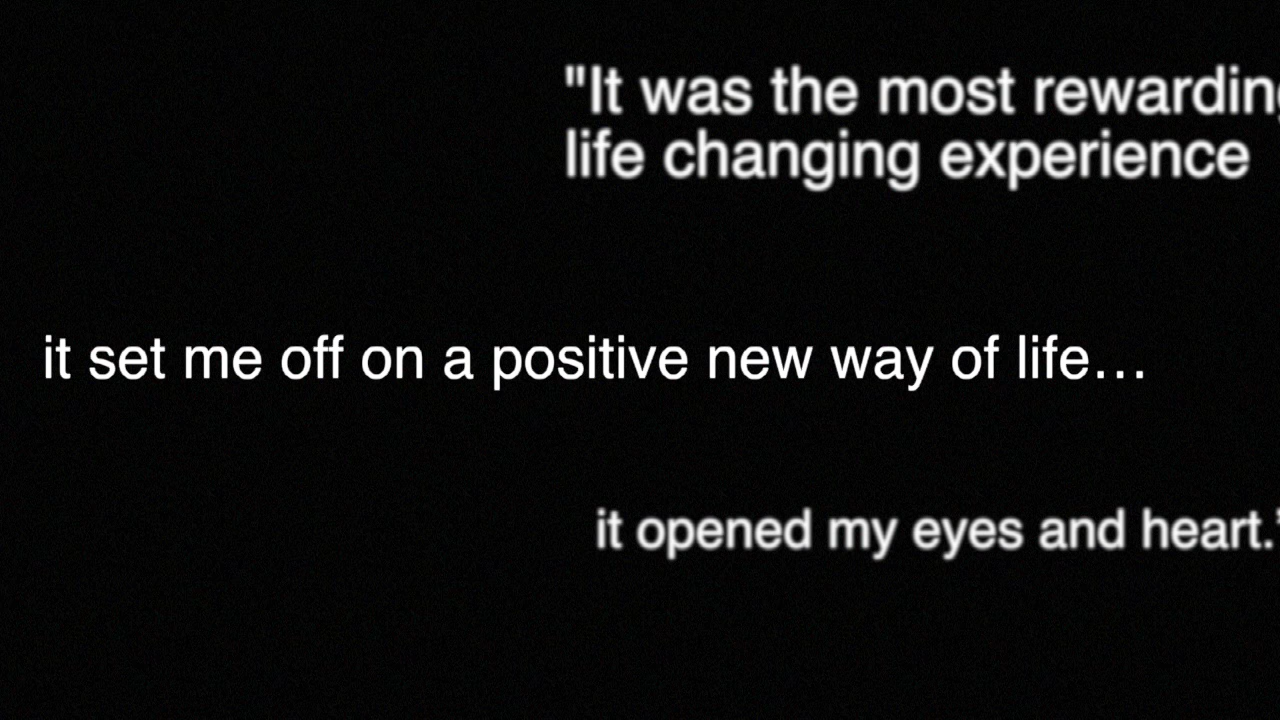 "It was the most rewarding
life changing experience
it set me off on a positive new way of life…
it opened my eyes and heart."